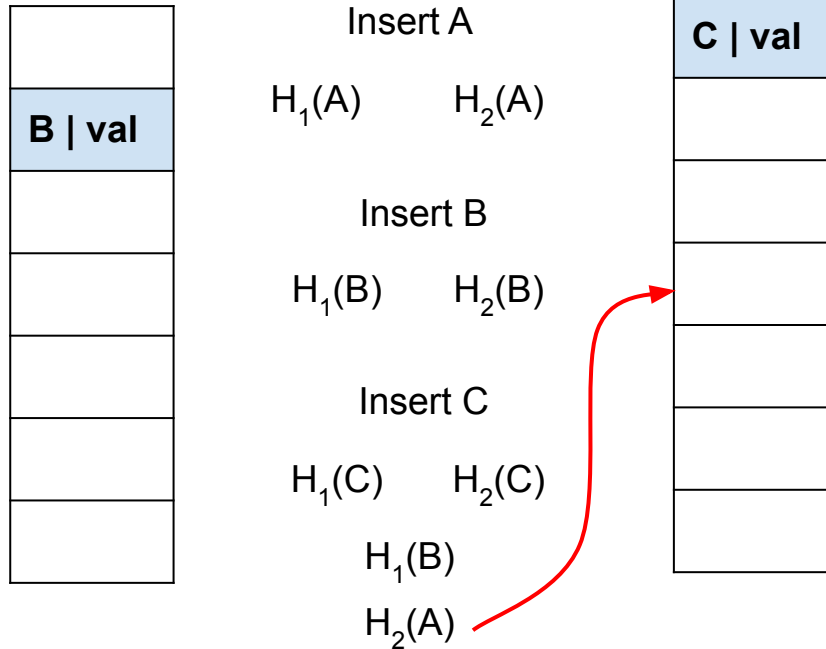 Insert A
C | val
H₁(A) H₂(A)
B | val
Insert B
H₁(B) H₂(B)
Insert C
H₁(C) H₂(C)
H₁(B)
H₂(A)